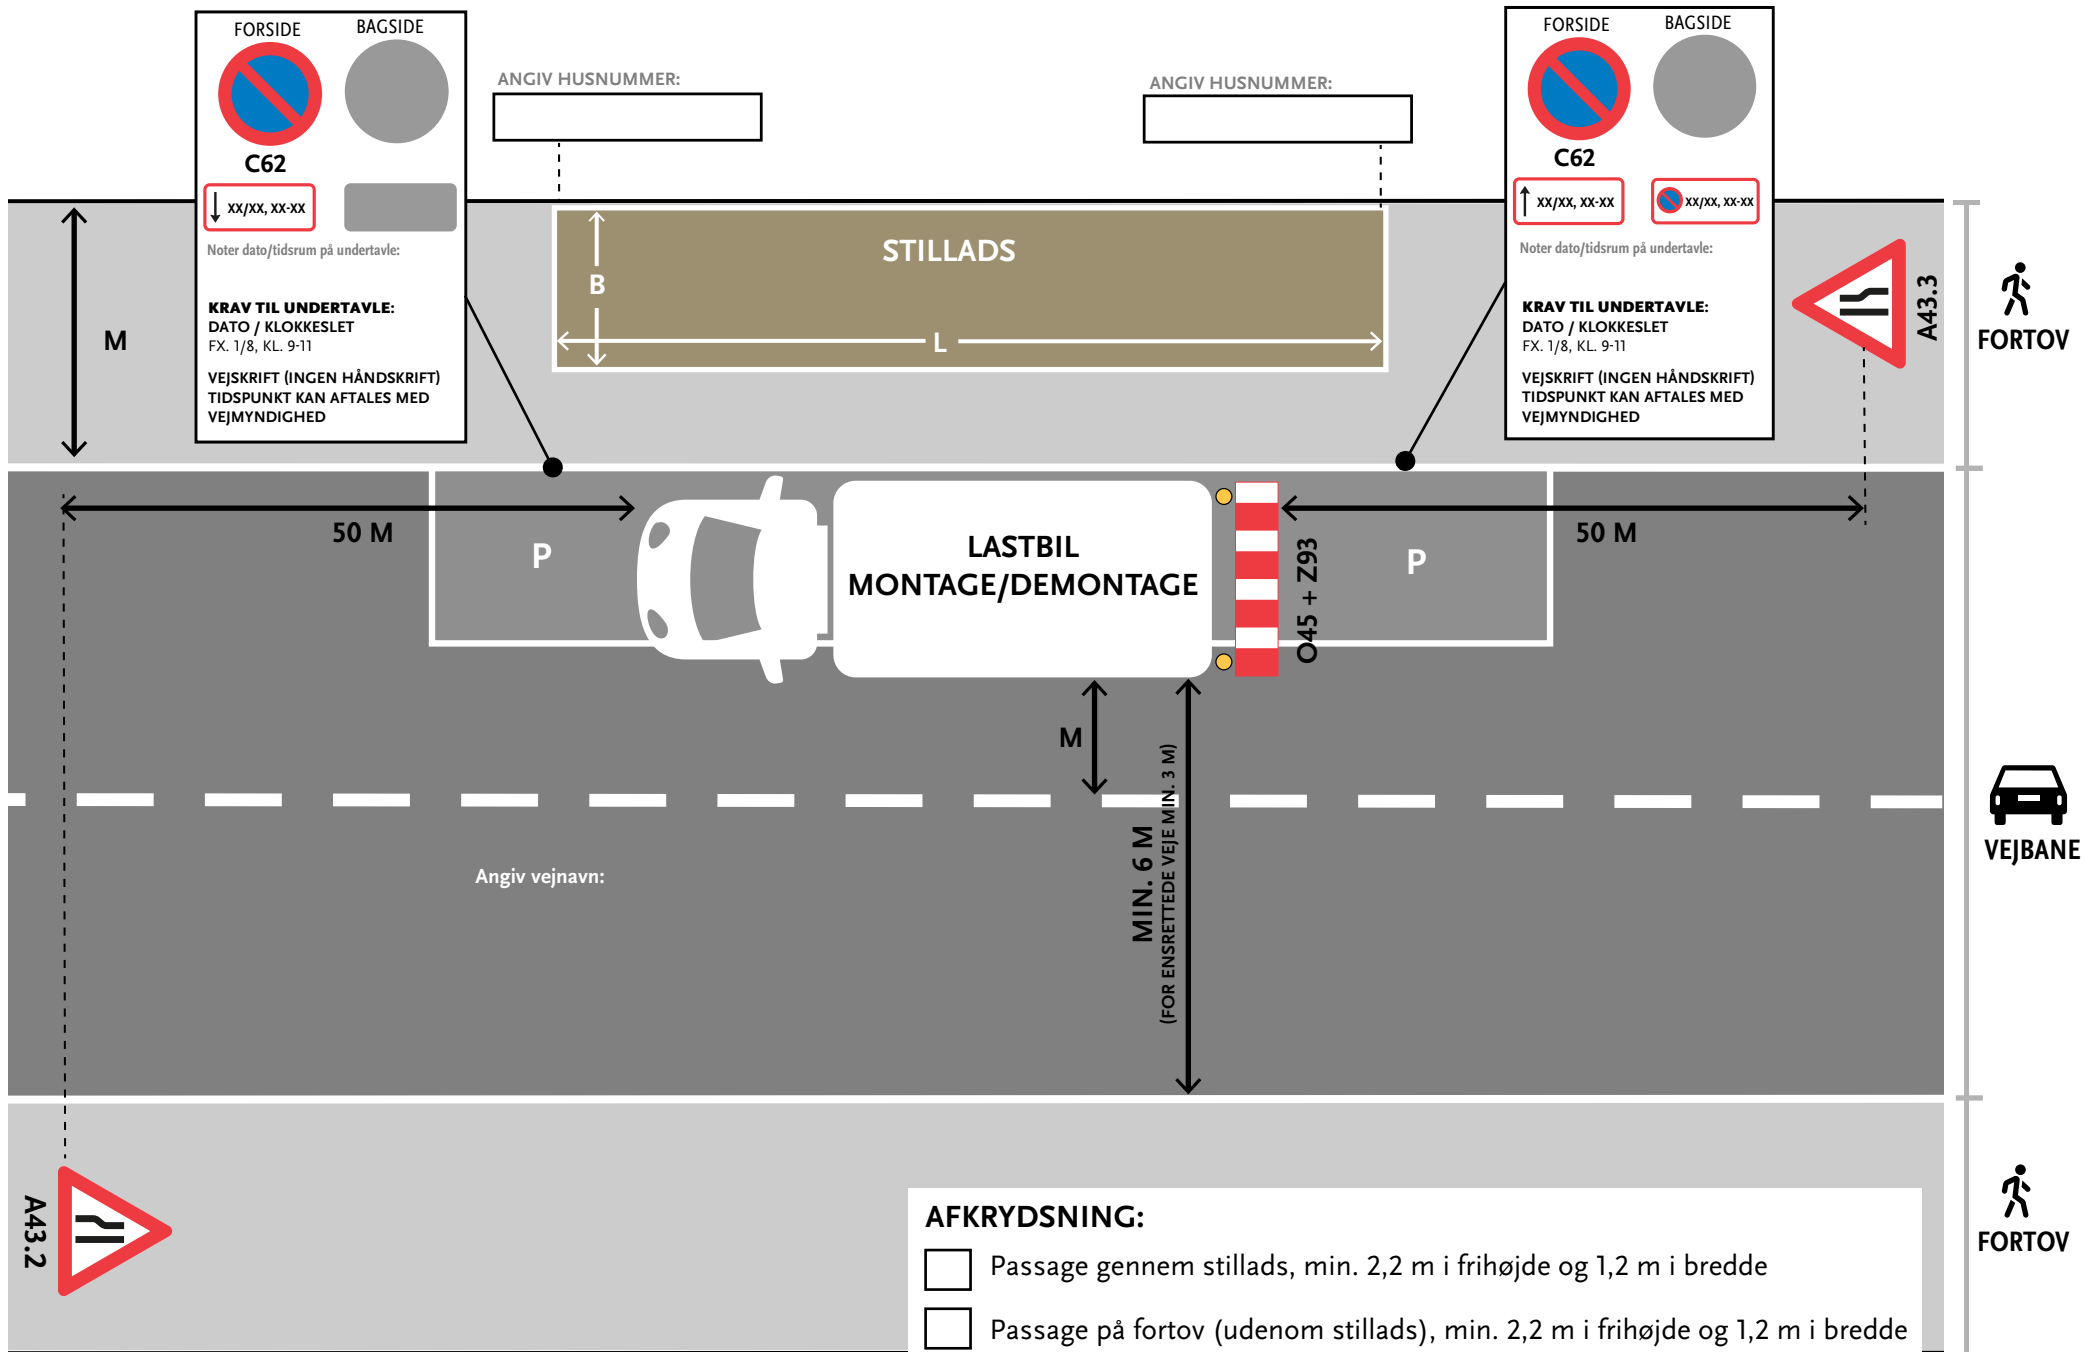 FORSIDE
BAGSIDE
C62
xx/xx, xx-xx
Noter dato/tidsrum på undertavle:
KRAV TIL UNDERTAVLE:
DATO / KLOKKESLET
FX. 1/8, KL. 9-11
VEJSKRIFT (INGEN HÅNDSKRIFT)
TIDSPUNKT KAN AFTALES MED
VEJMYNDIGHED
ANGIV HUSNUMMER:
ANGIV HUSNUMMER:
FORSIDE
BAGSIDE
C62
xx/xx, xx-xx
xx/xx, xx-xx
Noter dato/tidsrum på undertavle:
KRAV TIL UNDERTAVLE:
DATO / KLOKKESLET
FX. 1/8, KL. 9-11
VEJSKRIFT (INGEN HÅNDSKRIFT)
TIDSPUNKT KAN AFTALES MED
VEJMYNDIGHED
M
STILLADS
B
L
A43.3
FORTOV
50 M
P
LASTBIL
MONTAGE/DEMONTAGE
O45 + Z93
P
50 M
M
MIN. 6 M
(FOR ENSRETTEDE VEJE MIN. 3 M)
VEJBANE
Angiv vejnavn:
A43.2
FORTOV
AFKRYDSNING:
Passage gennem stillads, min. 2,2 m i frihøjde og 1,2 m i bredde
Passage på fortov (udenom stillads), min. 2,2 m i frihøjde og 1,2 m i bredde